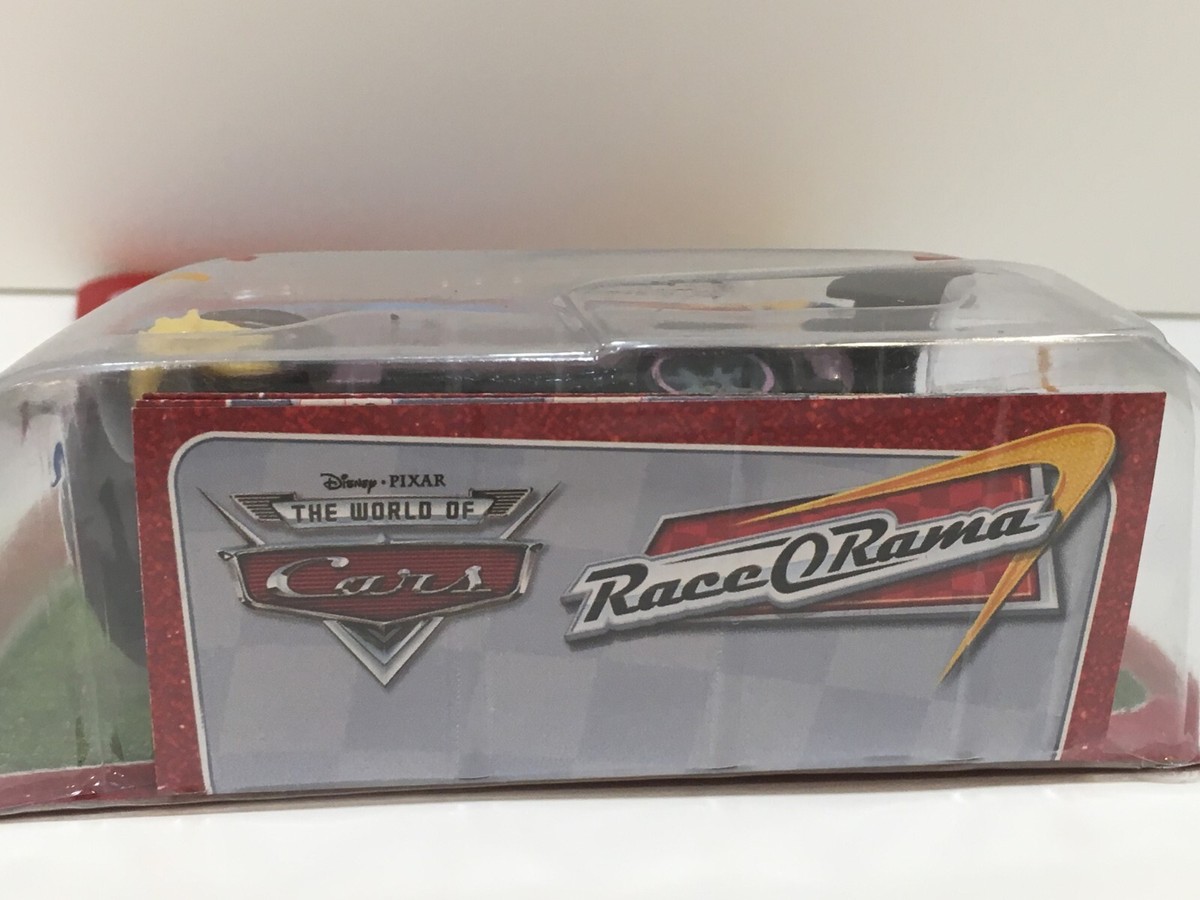 Disney • PIXAR
THE WORLD OF
Cars
RaceORama